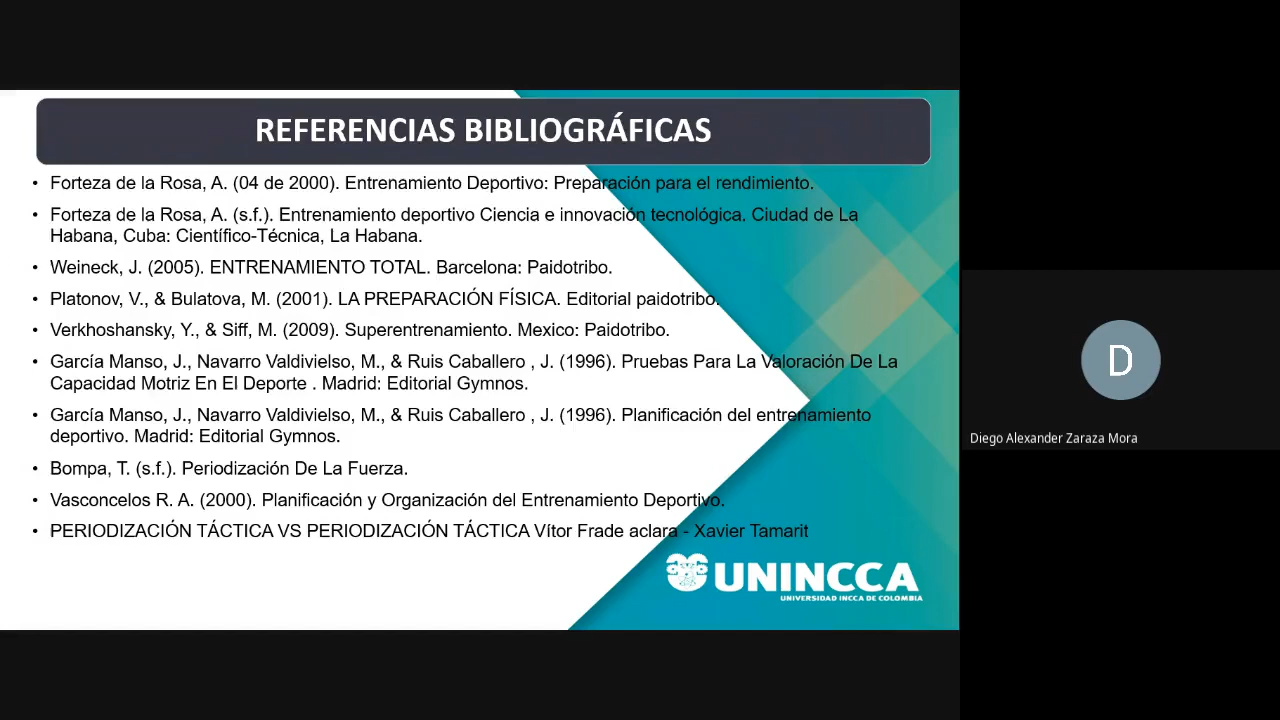 REFERENCIAS BIBLIOGRÁFICAS
• Forteza de la Rosa, A. (04 de 2000). Entrenamiento Deportivo: Preparación para el rendimiento.
• Forteza de la Rosa, A. (s.f.). Entrenamiento deportivo Ciencia e innovación tecnológica. Ciudad de La
Habana, Cuba: Científico-Técnica, La Habana.
• Weineck, J. (2005). ENTRENAMIENTO TOTAL. Barcelona: Paidotribo.
• Platonov, V., & Bulatova, M. (2001). LA PREPARACIÓN FÍSICA. Editorial paidotribo.
• Verkhoshansky, Y., & Siff, M. (2009). Superentrenamiento. Mexico: Paidotribo.
• García Manso, J., Navarro Valdivielso, M., & Ruis Caballero , J. (1996). Pruebas Para La Valoración De La
Capacidad Motriz En El Deporte . Madrid: Editorial Gymnos.
• García Manso, J., Navarro Valdivielso, M., & Ruis Caballero , J. (1996). Planificación del entrenamiento
deportivo. Madrid: Editorial Gymnos.
• Bompa, T. (s.f.). Periodización De La Fuerza.
• Vasconcelos R. A. (2000). Planificación y Organización del Entrenamiento Deportivo.
• PERIODIZACIÓN TÁCTICA VS PERIODIZACIÓN TÁCTICA Vítor Frade aclara - Xavier Tamarit
UNINCCA
UNIVERSIDAD INCCA DE COLOMBIA
D
Diego Alexander Zaraza Mora